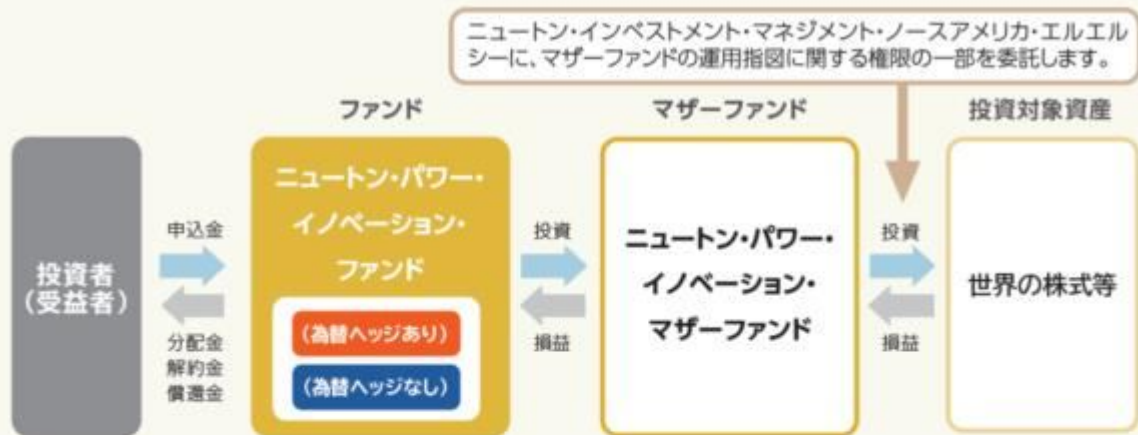 ニュートン・インベストメント・マネジメント・ノースアメリカ・エルエル
シーに、マザーファンドの運用指図に関する権限の一部を委託します。
ファンド
マザーファンド
投資対象資産
投資者
(受益者)
申込金
分配金
解約金
償還金
ニュートン・パワー・
イノベーション・
ファンド
(為替ヘッジあり)
(為替ヘッジなし)
投資
損益
ニュートン・パワー・
イノベーション・
マザーファンド
投資
損益
世界の株式等